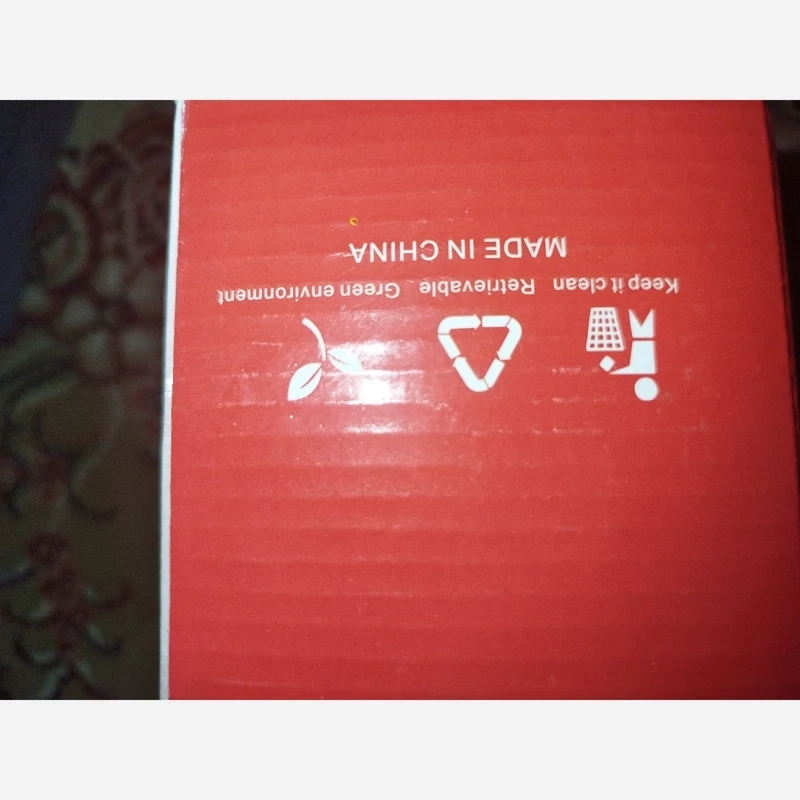 Keep it clean Retrievable Green environment
MADE IN CHINA